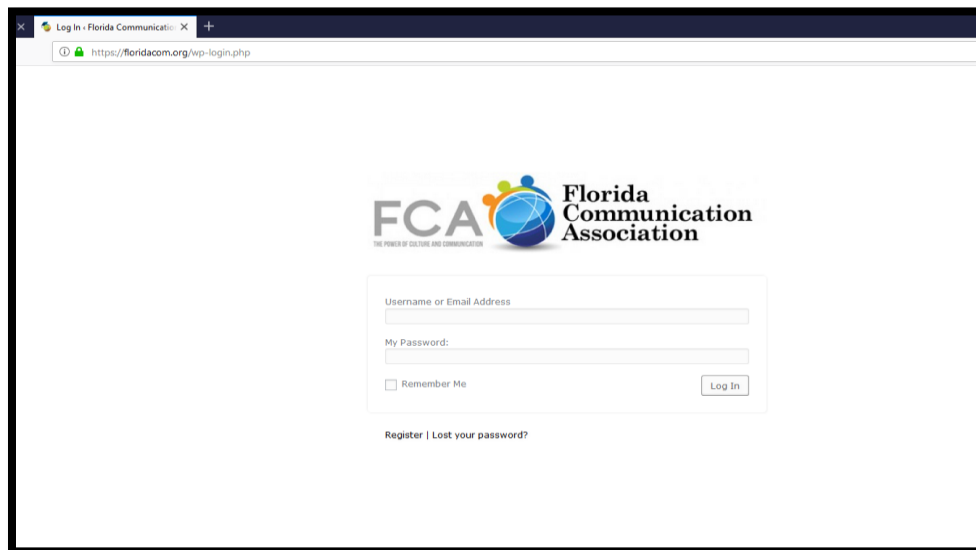 Log In ‹ Florida Communicatio
https://floridacom.org/wp-login.php
FCA
THE POWER OF CULTURE AND COMMUNICATION
Florida
Communication
Association
Username or Email Address
My Password:
Remember Me
Log In
Register | Lost your password?